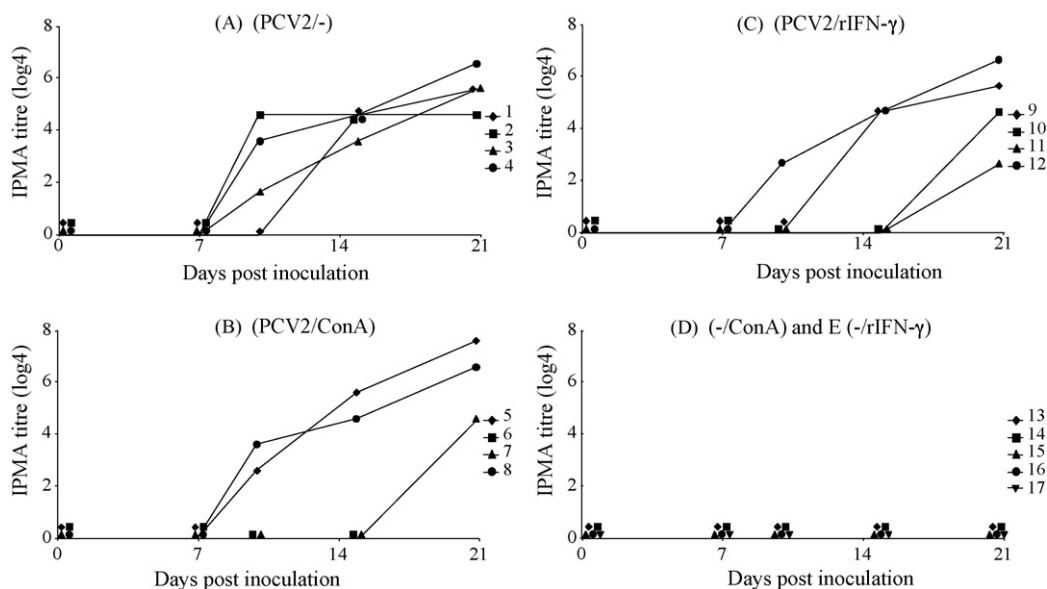 (A) (PCV2/-)
8
6
4
2
0
IPMA titre (log4)
0 7 14 21
Days post inoculation
1
2
3
4
(C) (PCV2/rIFN-γ)
8
6
4
2
0
IPMA titre (log4)
0 7 14 21
Days post inoculation
9
10
11
12
(B) (PCV2/ConA)
8
6
4
2
0
IPMA titre (log4)
0 7 14 21
Days post inoculation
5
6
7
8
(D) (-/ConA) and E (-/rIFN-γ)
8
6
4
2
0
IPMA titre (log4)
0 7 14 21
Days post inoculation
13
14
15
16
17